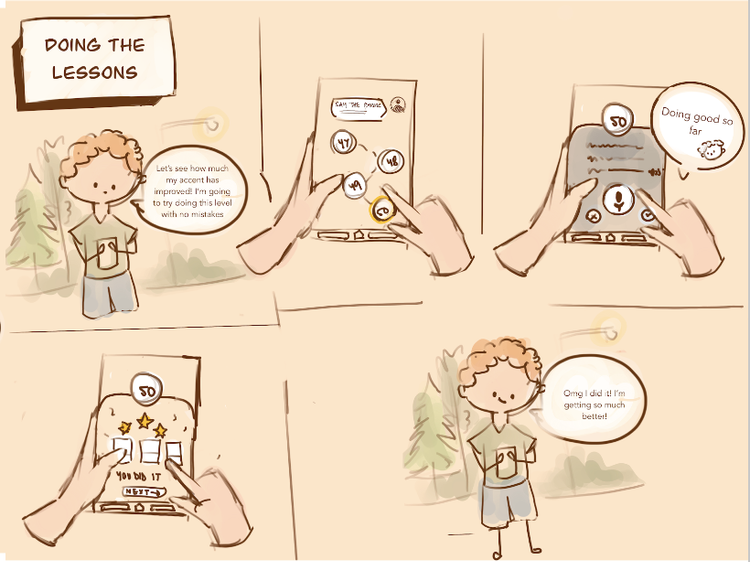 DOING THE
LESSONS
Let's see how much
my accent has
improved! I'm going
to try doing this level
with no mistakes
SAY THE
47
48
49
50
50
Doing good so
far
50
YOU DID IT
NEXT→
Omg I did it! I'm
getting so much
better!